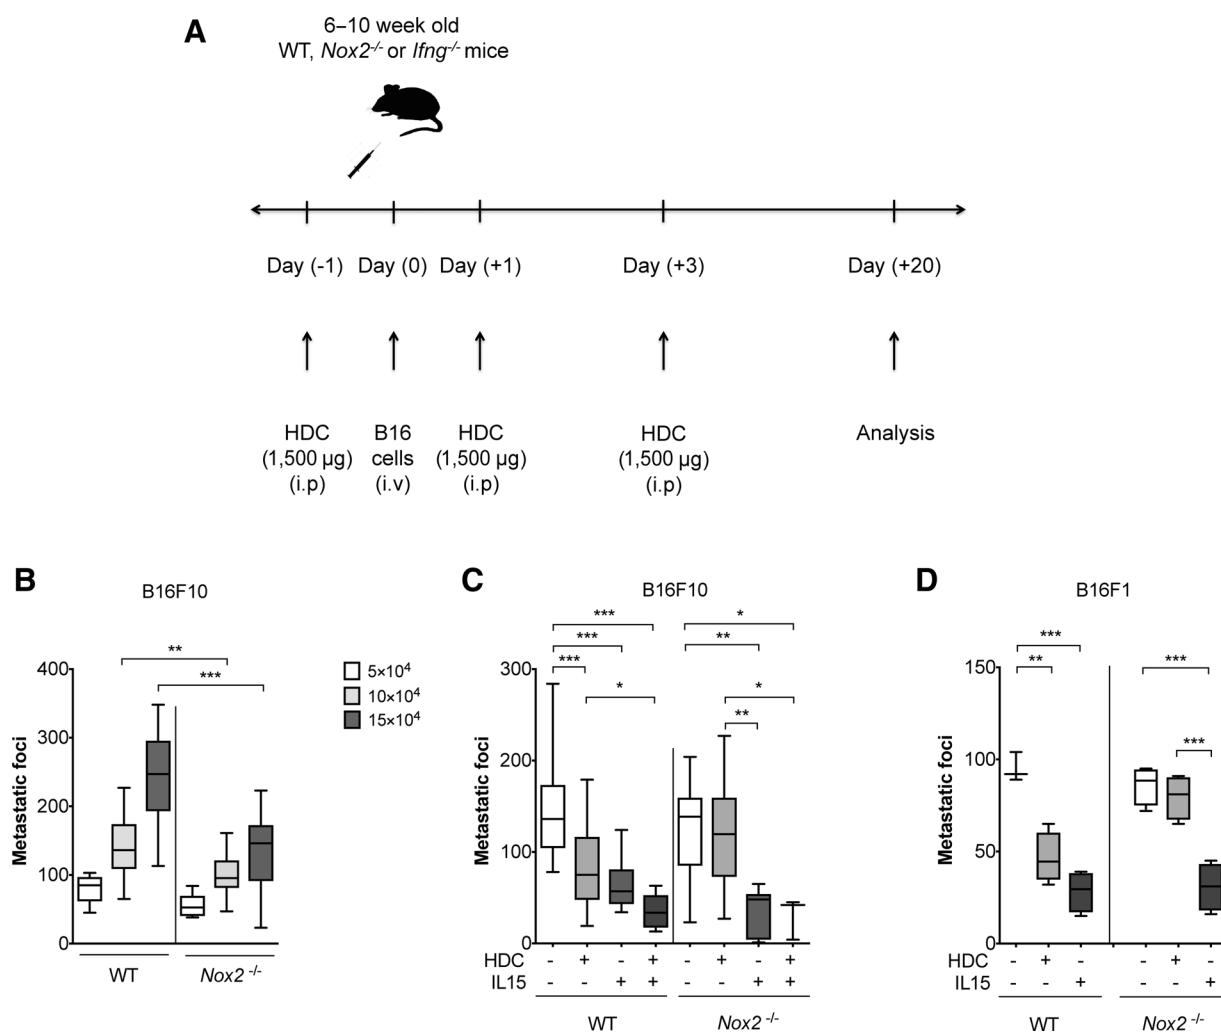 A
6–10 week old
WT, Nox2-/- or Ifng-/- mice
Day (-1) Day (0) Day (+1) Day (+3) Day (+20)
HDC B16 HDC HDC Analysis
(1,500 µg) cells (1,500 µg) (1,500 µg)
(i.p) (i.v) (i.p) (i.p)
B
B16F10
** 
***
5×10⁴
10×10⁴
15×10⁴
Metastatic foci
400
300
200
100
0
WT Nox2 -/-
C
B16F10
*** *
*** **
*** * * **
Metastatic foci
300
200
100
0
HDC - + - + - + - +
IL15 - - + + - - + +
WT Nox2 -/-
D
B16F1
*** ***
** ***
Metastatic foci
150
100
50
0
HDC - + - - + -
IL15 - - + - - +
WT Nox2 -/-